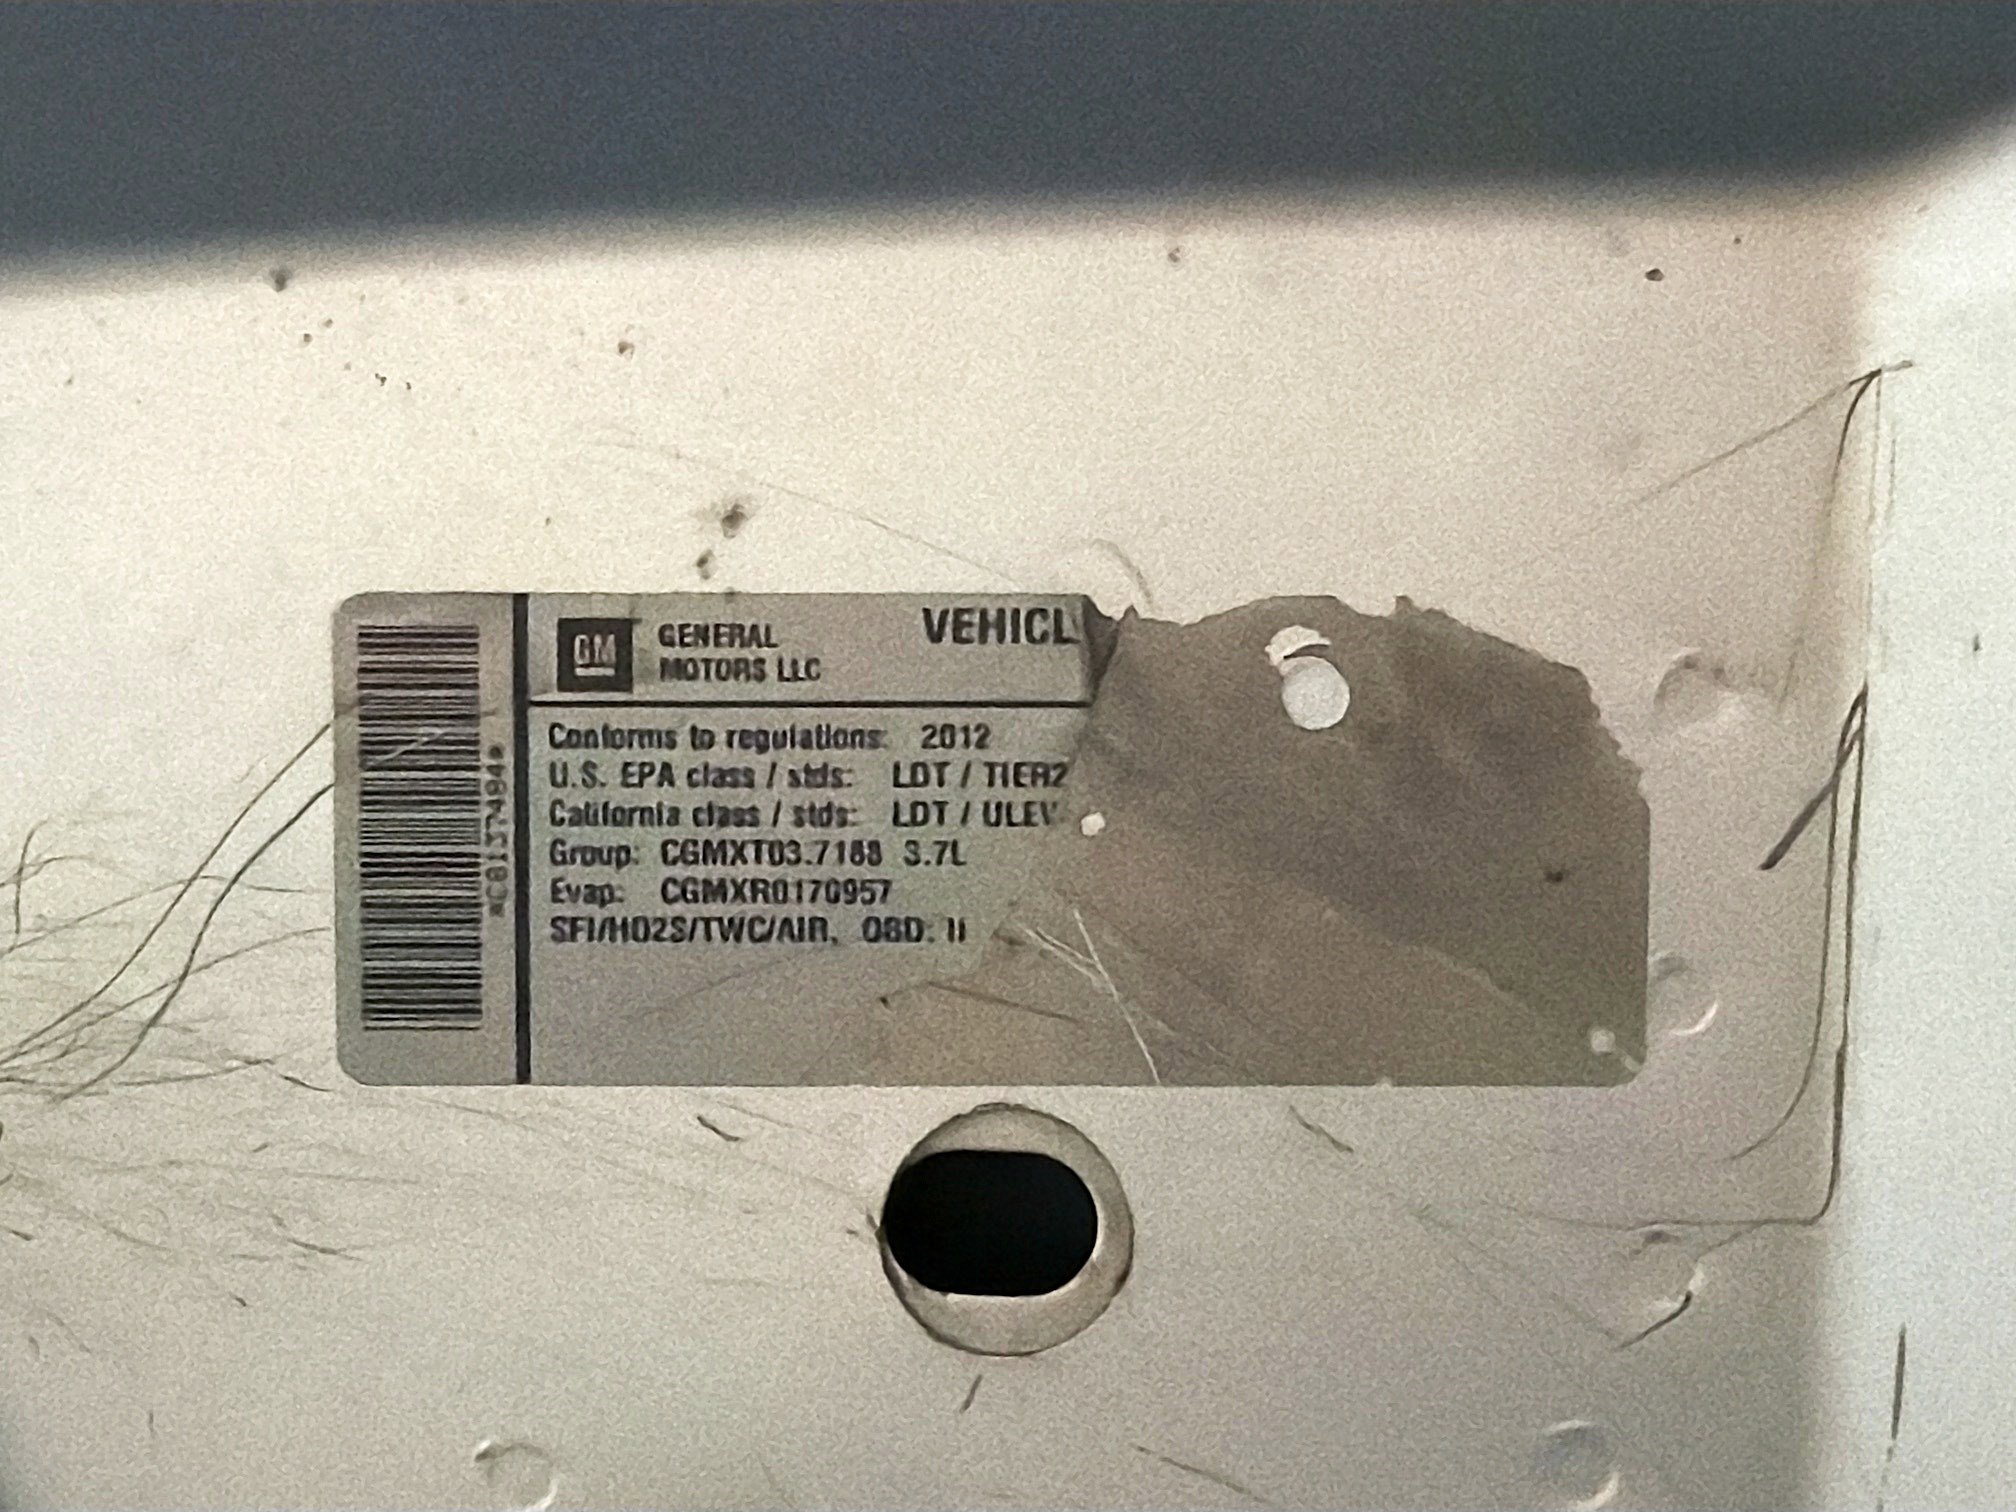 GM
GENERAL
MOTORS LLC
VEHICL
Conforms to regulations: 2012
U.S. EPA class / stds: LDT / TIER2
California class / stds: LDT / ULEV
Group: CGMXT03.7168 3.7L
Evap: CGMXR0170957
SFI/HO2S/TWC/AIR, OBD: II